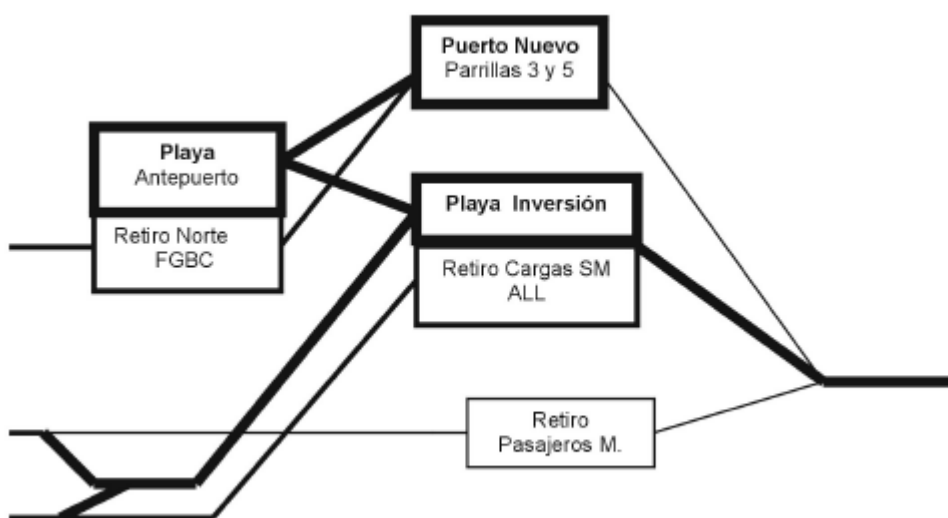 Puerto Nuevo
Parrillas 3 y 5
Playa
Antepuerto
Retiro Norte
FGBC
Playa Inversión
Retiro Cargas SM
ALL
Retiro
Pasajeros M.